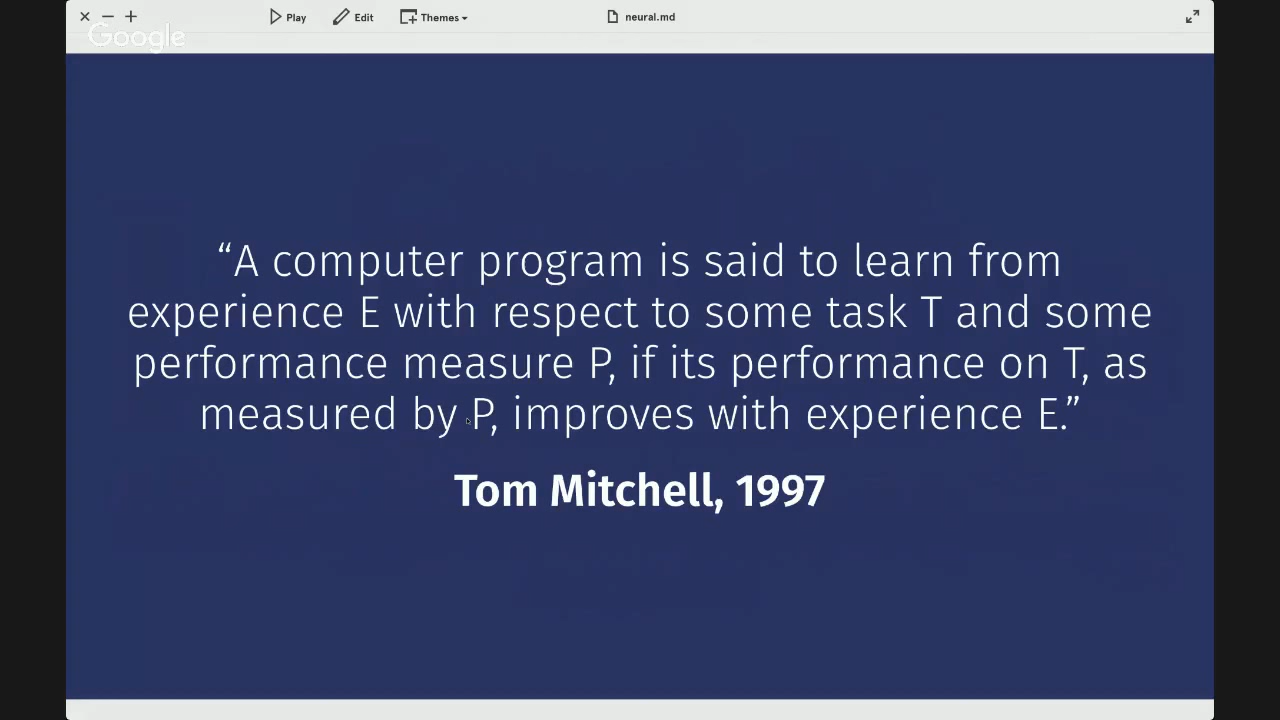 Play Edit Themes neural.md
Google
“A computer program is said to learn from
experience E with respect to some task T and some
performance measure P, if its performance on T, as
measured by P, improves with experience E.”
Tom Mitchell, 1997